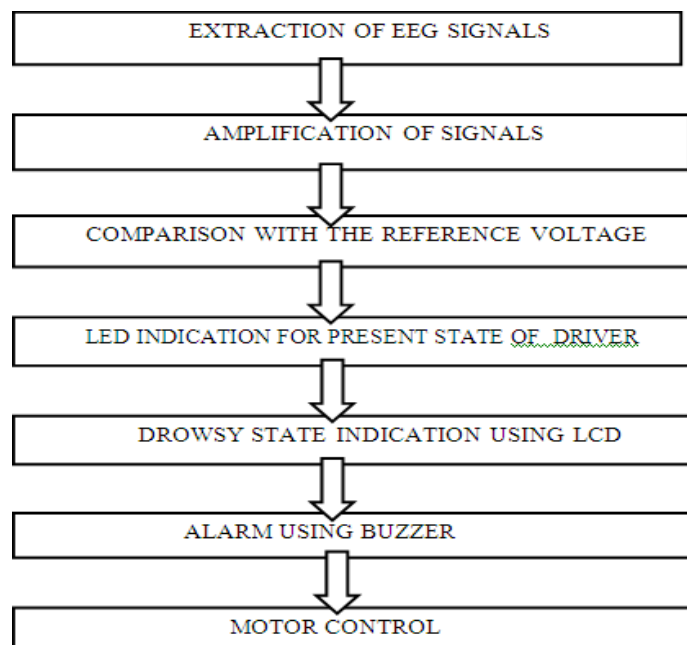 EXTRACTION OF EEG SIGNALS
AMPLIFICATION OF SIGNALS
COMPARISON WITH THE REFERENCE VOLTAGE
LED INDICATION FOR PRESENT STATE OF DRIVER
DROWSY STATE INDICATION USING LCD
ALARM USING BUZZER
MOTOR CONTROL